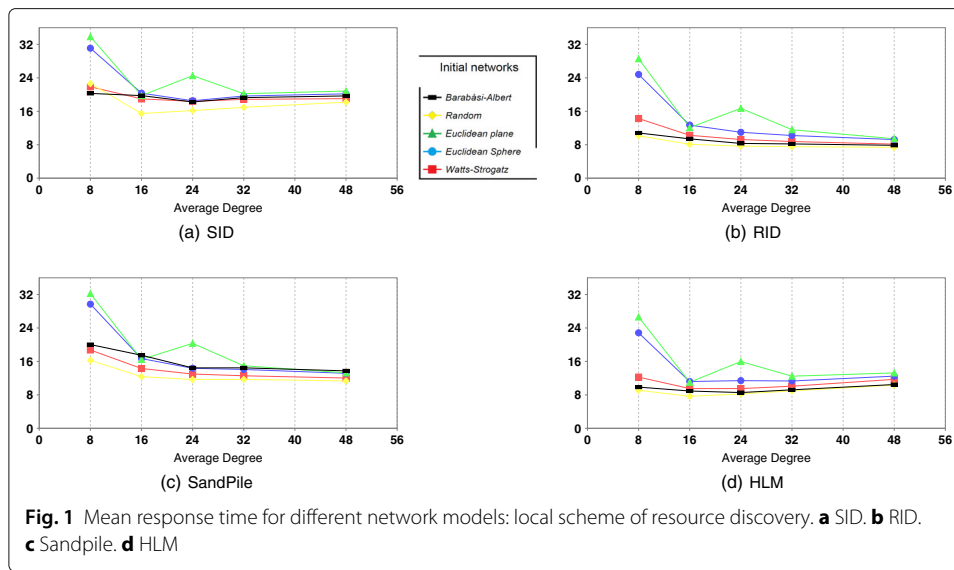 32
24
16
8
0
0 8 16 24 32 40 48 56
Average Degree
(a) SID
Initial networks
Barabàsi-Albert
Random
Euclidean plane
Euclidean Sphere
Watts-Strogatz
32
24
16
8
0
0 8 16 24 32 40 48 56
Average Degree
(b) RID
32
24
16
8
0
0 8 16 24 32 40 48 56
Average Degree
(c) SandPile
32
24
16
8
0
0 8 16 24 32 40 48 56
Average Degree
(d) HLM
Fig. 1 Mean response time for different network models: local scheme of resource discovery. a SID. b RID.
c Sandpile. d HLM